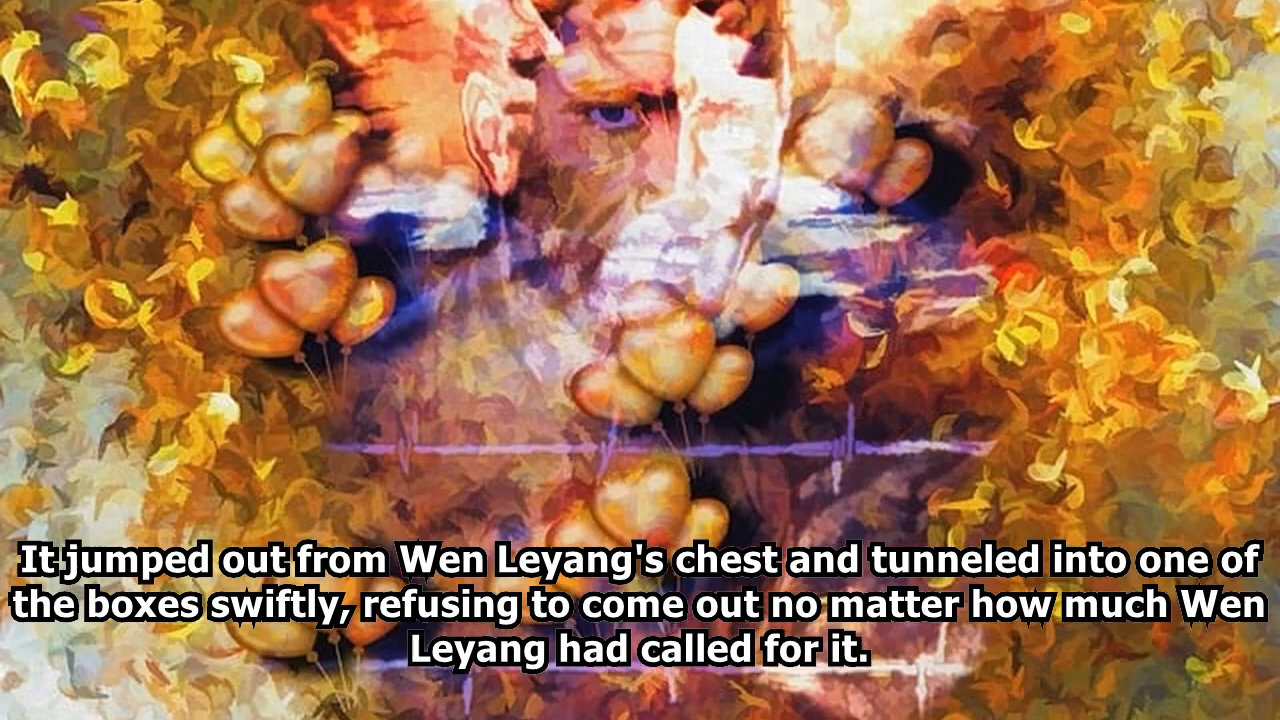 It jumped out from Wen Leyang's chest and tunneled into one of
the boxes swiftly, refusing to come out no matter how much Wen
Leyang had called for it.